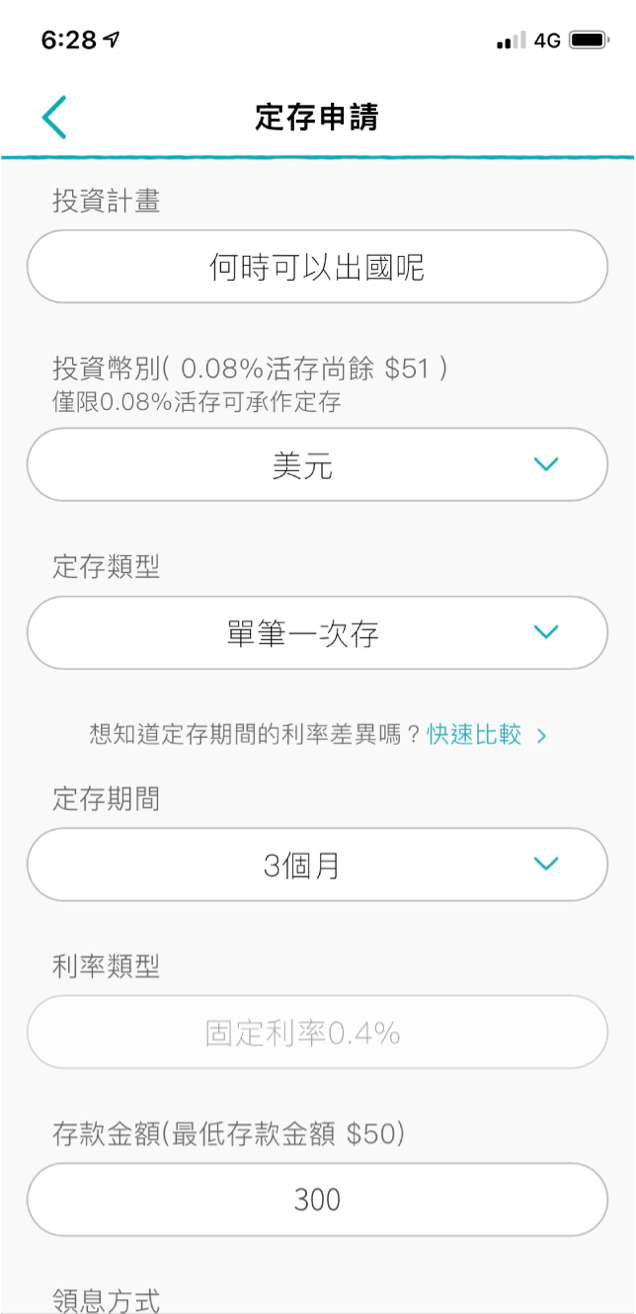 6:28
4G
定存申請
投資計畫
何時可以出國呢
投資幣別( 0.08%活存尚餘 $51 )
僅限0.08%活存可承作定存
美元
定存類型
單筆一次存
想知道定存期間的利率差異嗎？快速比較 >
定存期間
3個月
利率類型
固定利率0.4%
存款金額(最低存款金額 $50)
300
領息方式